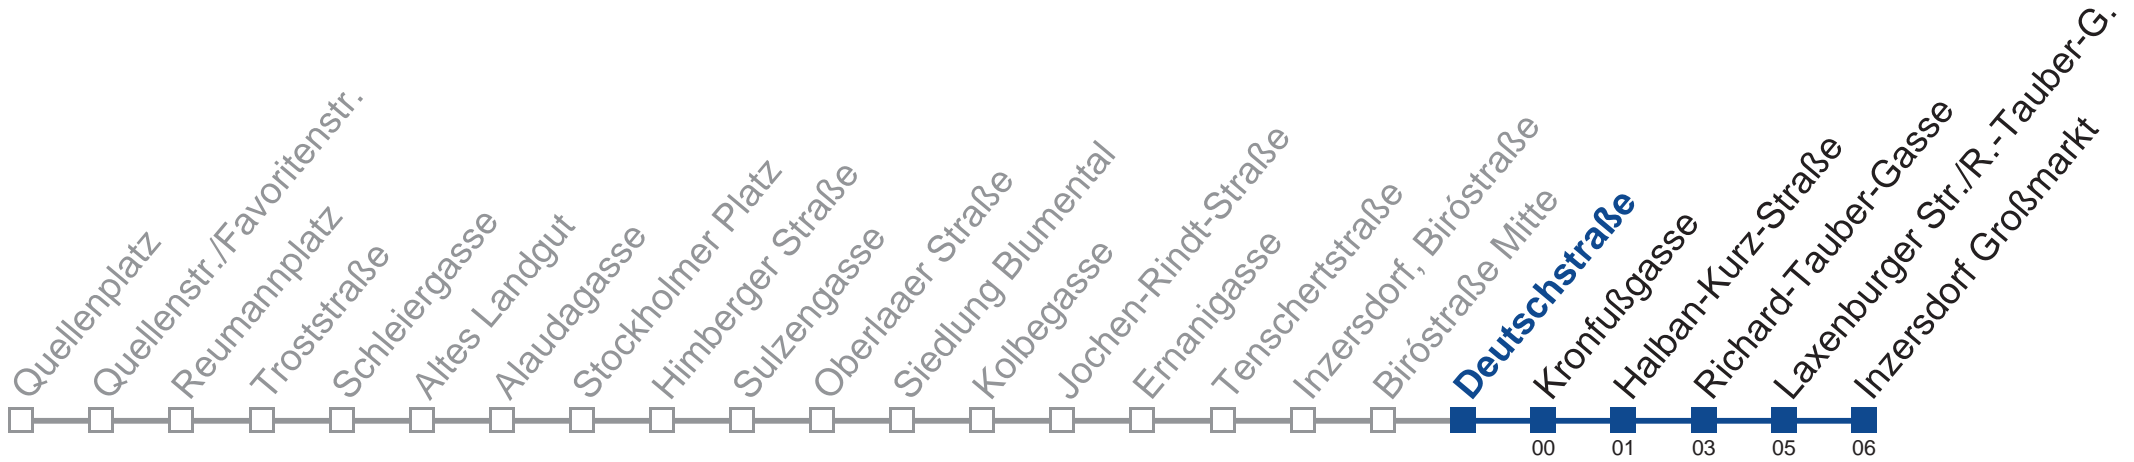 Quellenplatz
Quellenstr./Favoritenstr.
Reumannplatz
Troststraße
Schleiergasse
Altes Landgut
Alaudagasse
Stockholmer Platz
Himberger Straße
Sulzengasse
Oberlaaer Straße
Siedlung Blumental
Kolbegasse
Jochen-Rindt-Straße
Ernanigasse
Tenschertstraße
Inzersdorf, Biróstraße
Biróstraße Mitte
Deutschstraße
Kronfußgasse
Halban-Kurz-Straße
Richard-Tauber-Gasse
Laxenburger Str./R.-Tauber-G.
Inzersdorf Großmarkt
00 01 03 05 06